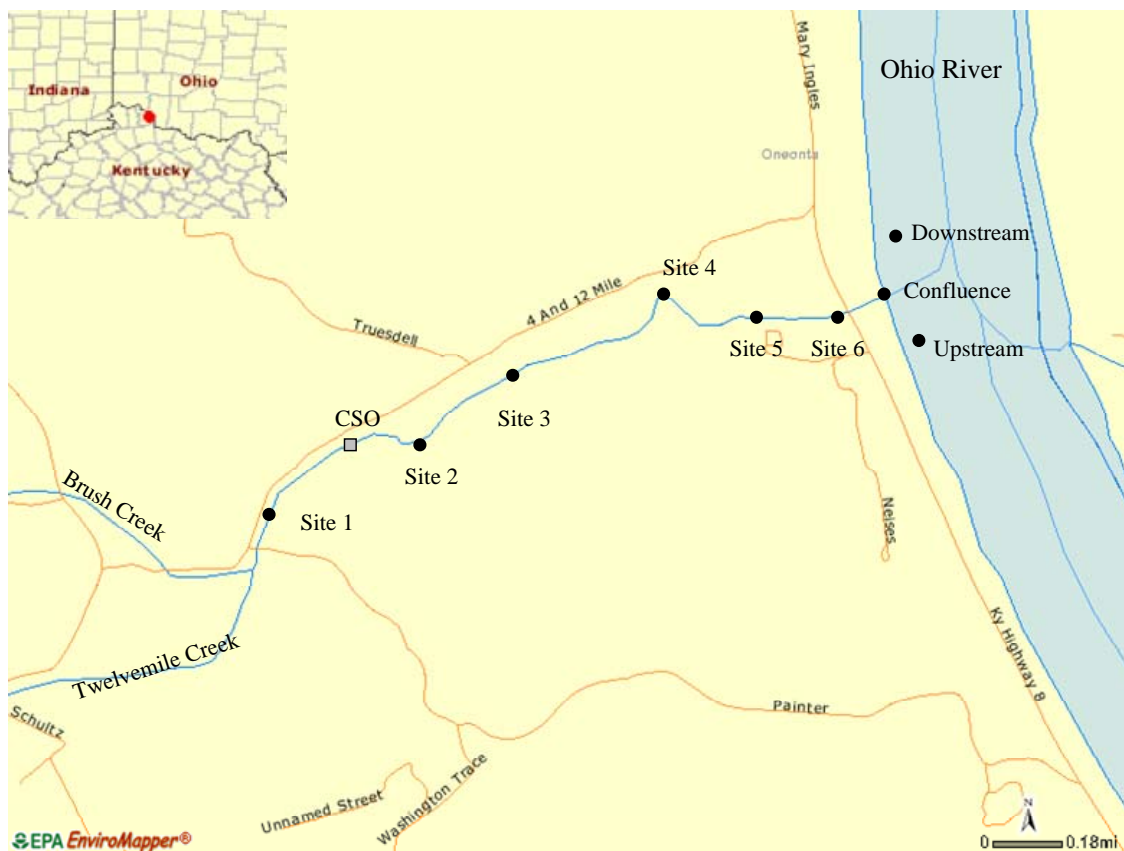 Indiana
Ohio
Kentucky
Mary Ingles
Ohio River
Oneonta
Downstream
Site 4
Confluence
4 And 12 Mile
Truesdell
Site 5
Site 6
Upstream
Site 3
CSO
Site 2
Brush Creek
Site 1
Neises
Twelvemile Creek
Ky Highway 8
Schultz
Painter
Washington Trace
Unnamed Street
N
EPA EnviroMapper®
0 0.18mi